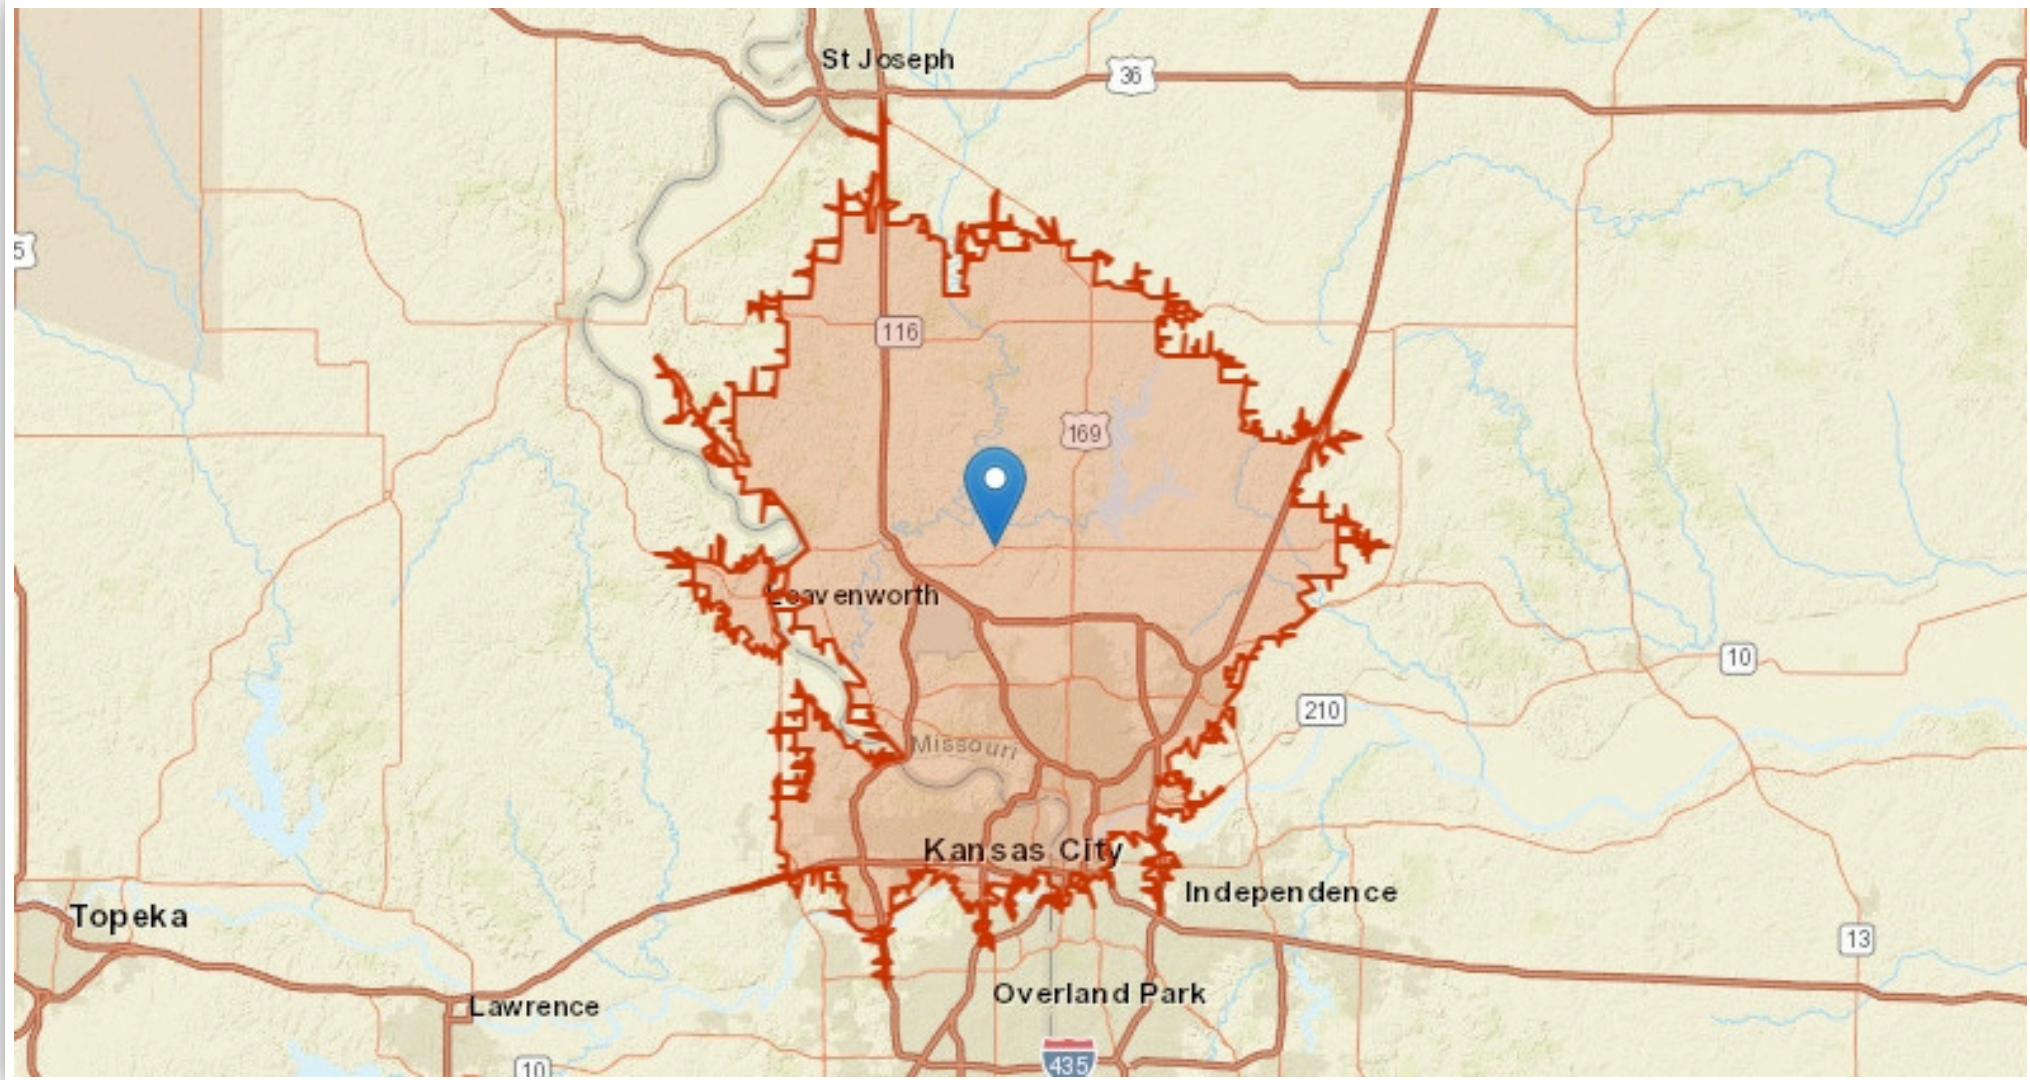 St Joseph
36
5
116
169
Leavenworth
10
210
Missouri
Kansas City
Independence
Topeka
13
Overland Park
Lawrence
435
10